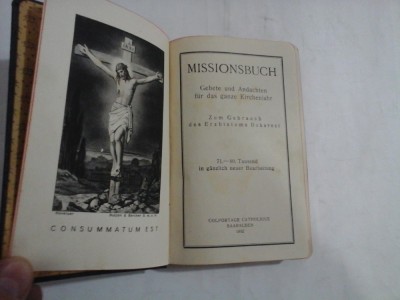 CONSUMMATUM EST
MISSIONSBUCH
Gebete und Andachten
für das ganze Kirchenjahr
Zum Gebrauch
des Erzbistums Bukarest
Tausend
in gänzlich neuer Bearbeitung